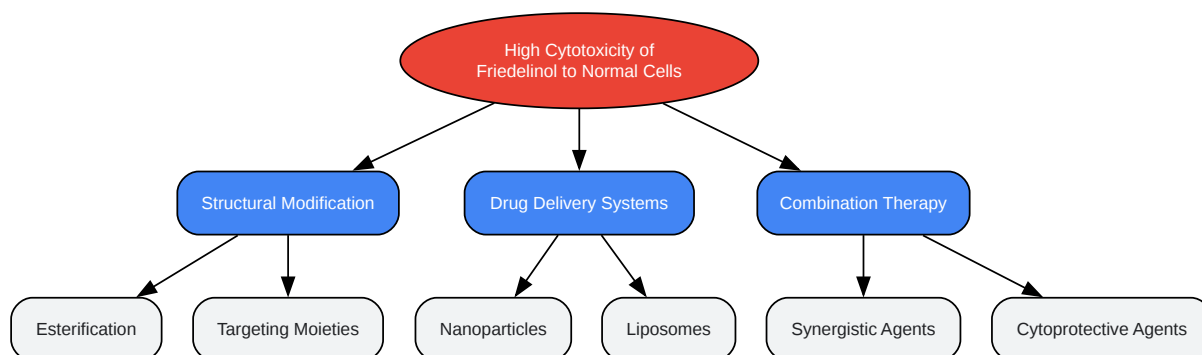 High Cytotoxicity of
Friedelinol to Normal Cells
Structural Modification
Drug Delivery Systems
Combination Therapy
Esterification
Targeting Moieties
Nanoparticles
Liposomes
Synergistic Agents
Cytoprotective Agents